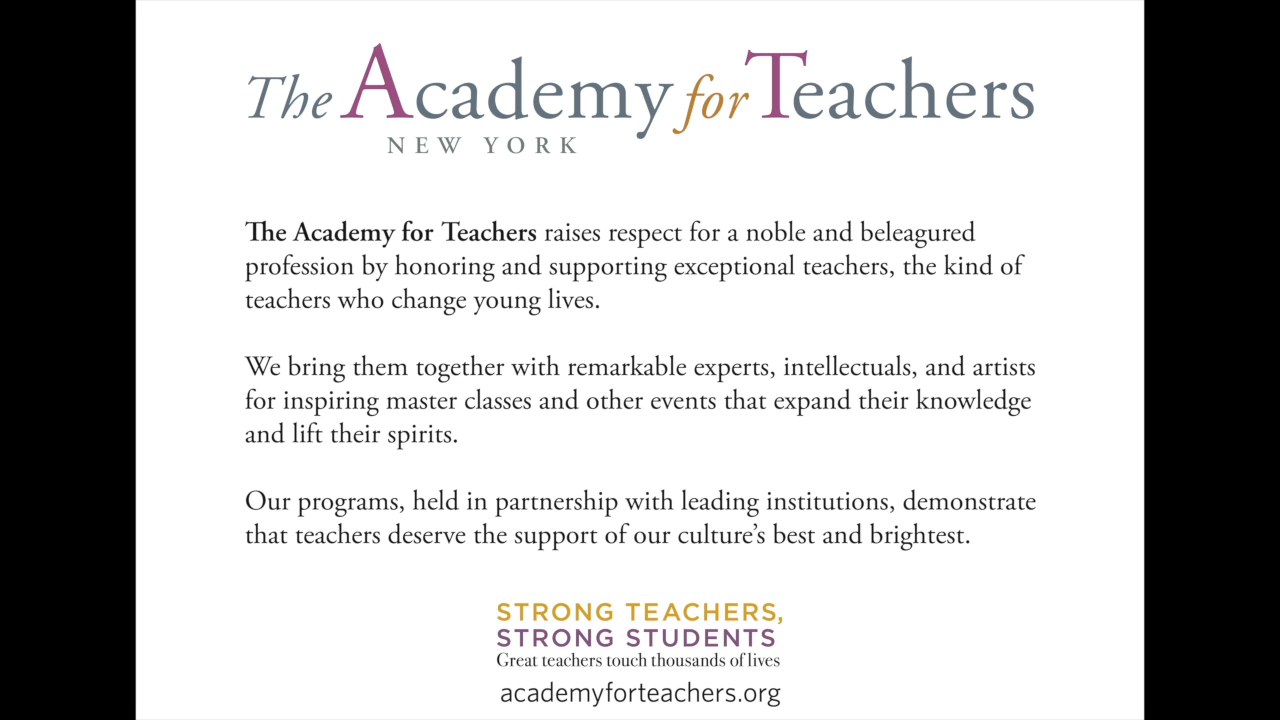 The Academy for Teachers
NEW YORK
The Academy for Teachers raises respect for a noble and beleagured
profession by honoring and supporting exceptional teachers, the kind of
teachers who change young lives.
We bring them together with remarkable experts, intellectuals, and artists
for inspiring master classes and other events that expand their knowledge
and lift their spirits.
Our programs, held in partnership with leading institutions, demonstrate
that teachers deserve the support of our culture’s best and brightest.
STRONG TEACHERS,
STRONG STUDENTS
Great teachers touch thousands of lives
academyforteachers.org